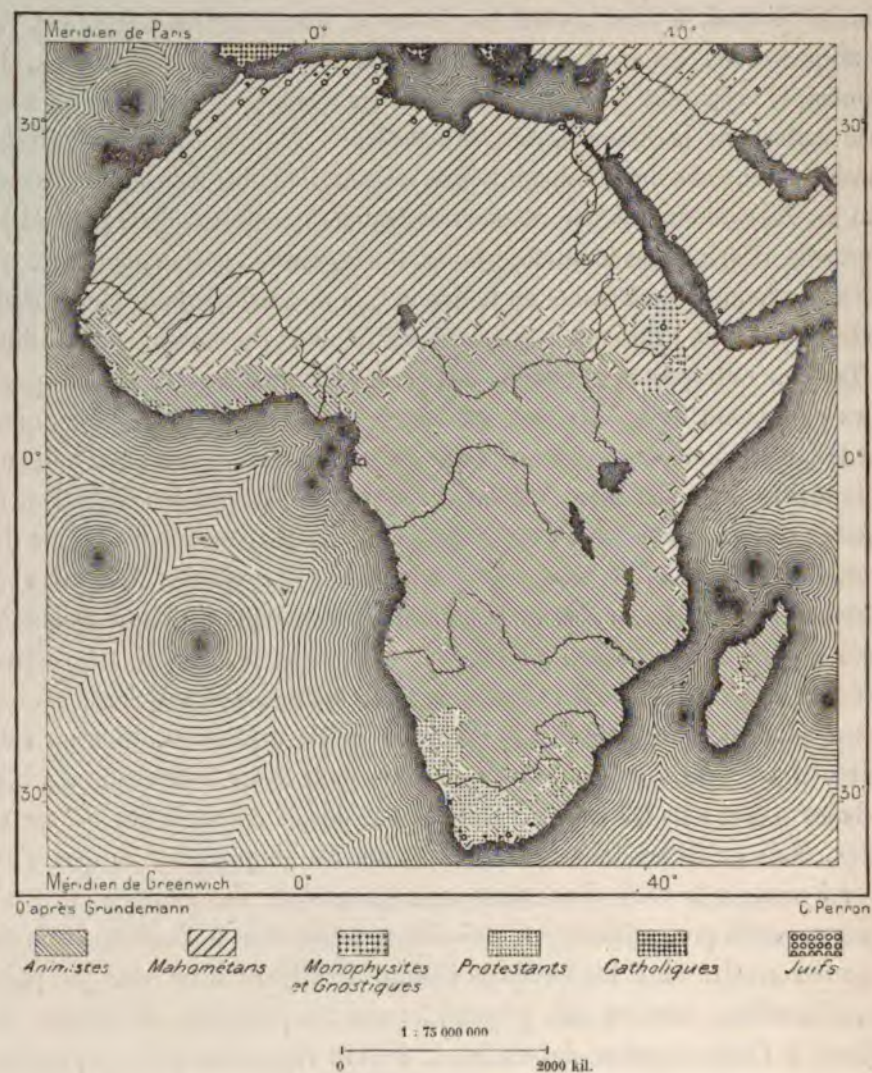 Méridien de Paris 0° 40°
30° 30°
0° 0°
30° 30°
Méridien de Greenwich 0° 40°
D'après Grundemann C. Perron
Animistes Mahométans Monophysites et Gnostiques Protestants Catholiques Juifs
1 : 75 000 000
0 2000 kil.